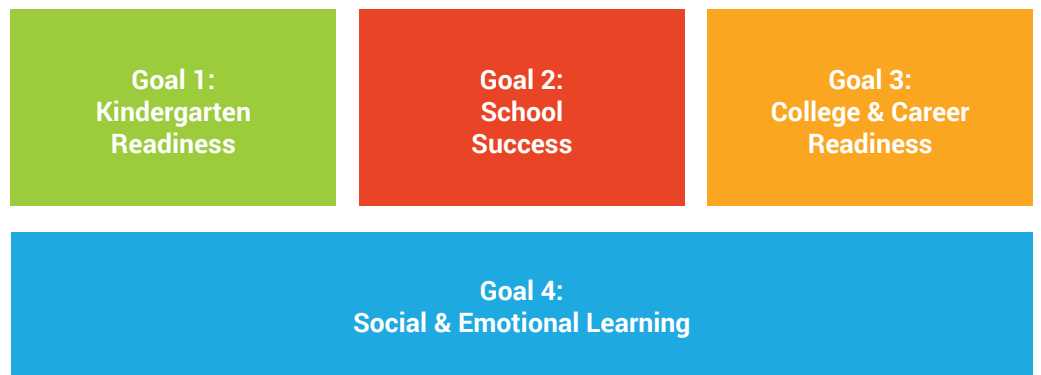 Goal 1:
Kindergarten
Readiness
Goal 2:
School
Success
Goal 3:
College & Career
Readiness
Goal 4:
Social & Emotional Learning